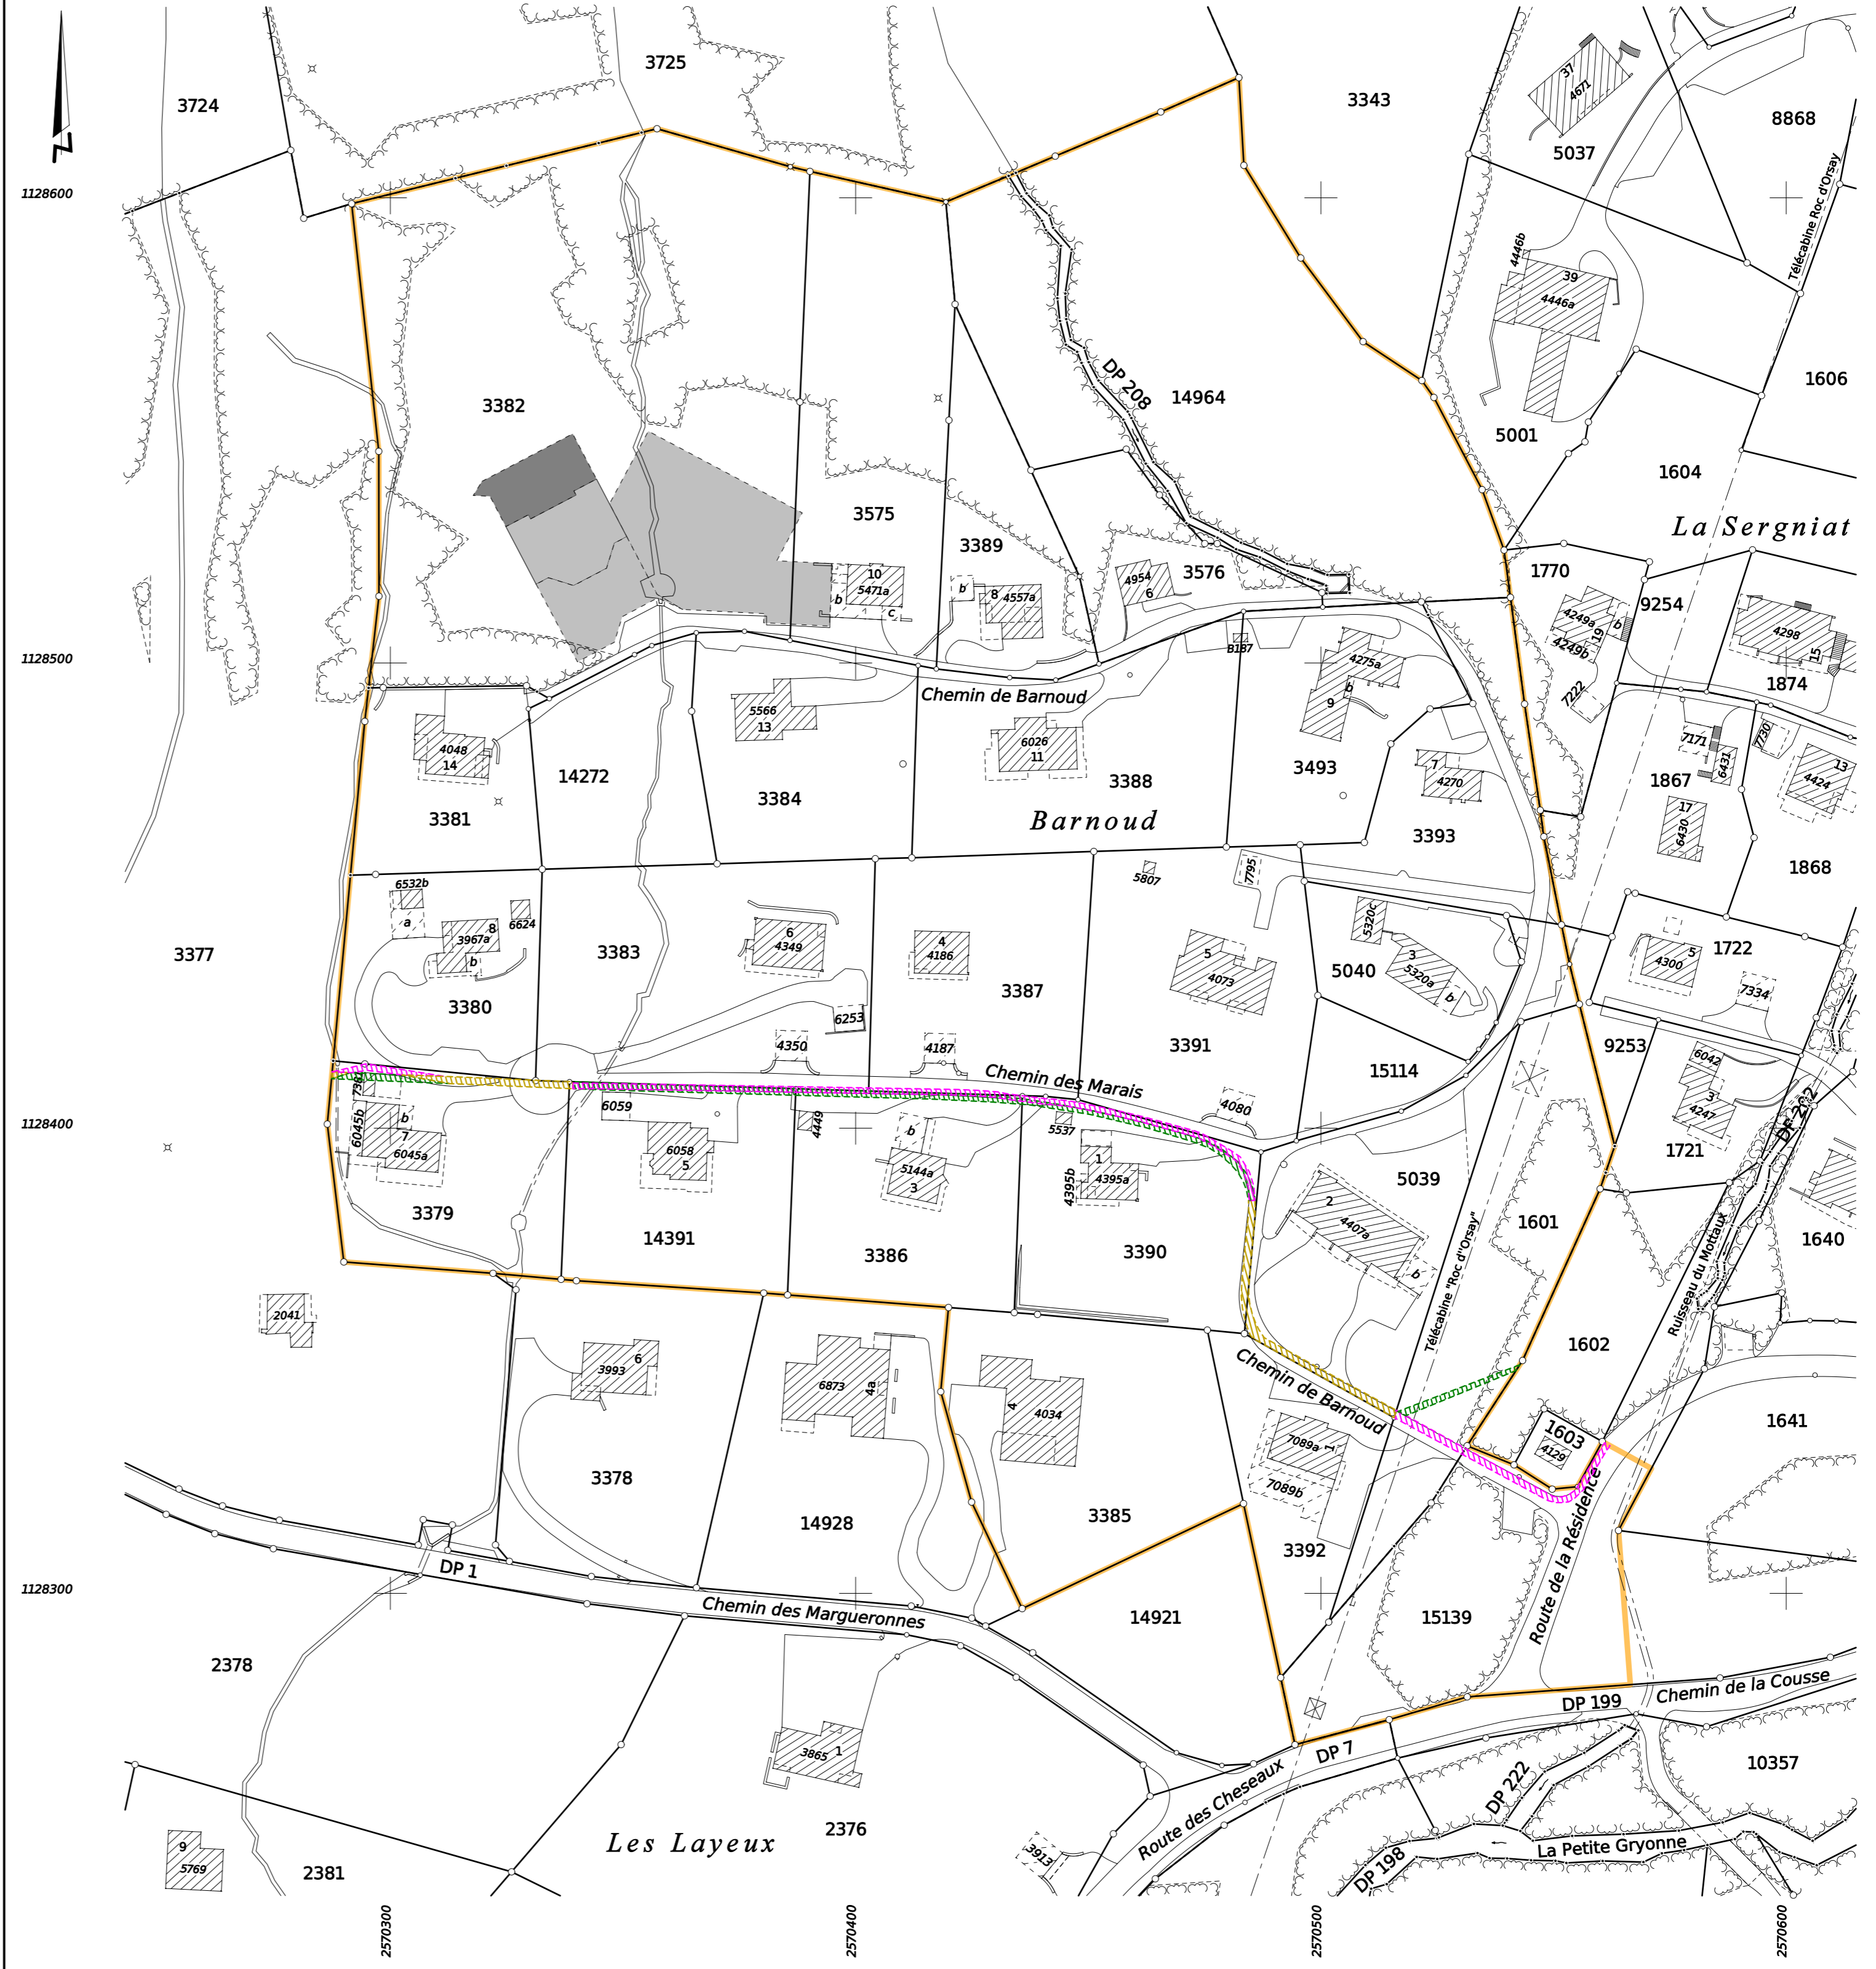 3725
3343
3724
37
4671
8868
5037
Télécabine Roc d'Orsay
1128600
4446b
39
4446a
1606
3382
DP 208
14964
5001
1604
3575
La Sergniat
3389
3576
1770
10
5471a
b
c
b
8
4557a
4954
6
9254
4249a
b
19
4249b
4298
15
1128500
B187
4275a
b
9
1874
Chemin de Barnoud
7222
5566
13
6026
11
4048
14
7171
7730
6431
13
4424
14272
3384
3388
3493
7
4270
1867
3381
Barnoud
17
6430
3393
1868
5807
7795
6532b
a
6624
8
3967a
b
6
4349
4
4186
5
4073
5320c
3
5320a
b
5
4300
1722
3377
3383
5040
3380
3387
7334
6253
4350
4187
3391
9253
6042
3
4247
15114
Chemin des Marais
7381
4080
DP 202
1128400
6045b
b
7
6045a
6059
6058
5
4449
b
5144a
3
5537
1
4395a
4395b
1721
5039
3379
14391
3386
3390
2
4407a
b
1601
1640
Télécabine "Roc d'Orsay"
Ruisseau du Mottaux
2041
1602
3993
6
6873
4a
4
4034
Chemin de Barnoud
1603
4129
1641
7089a
1
7089b
3378
14928
3385
3392
Route de la Résidence
DP 1
1128300
Chemin des Margueronnes
14921
15139
2378
Chemin de la Cousse
DP 199
DP 7
3865
1
Route des Cheseaux
DP 222
10357
Les Layeux
2376
9
5769
3913
La Petite Gryonne
DP 198
2381
2570300
2570400
2570500
2570600